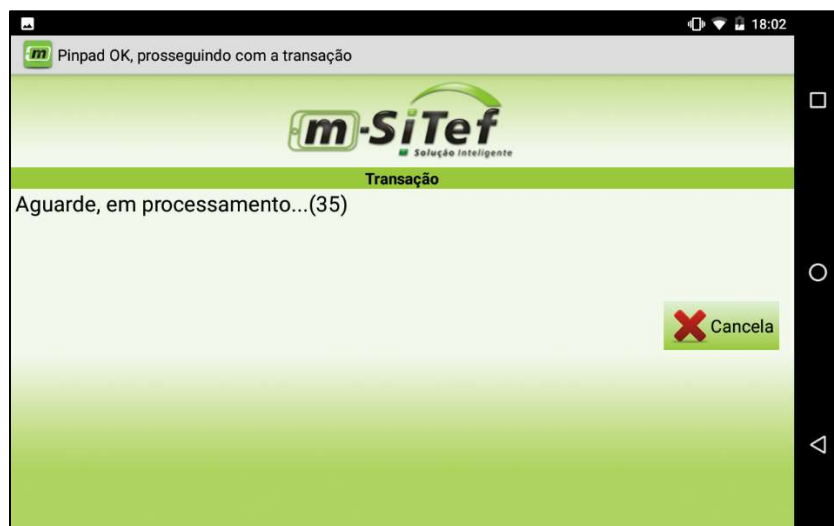 18:02
Pinpad OK, prosseguindo com a transação
m-SiTef
Solução Inteligente
Transação
Aguarde, em processamento...(35)
Cancela